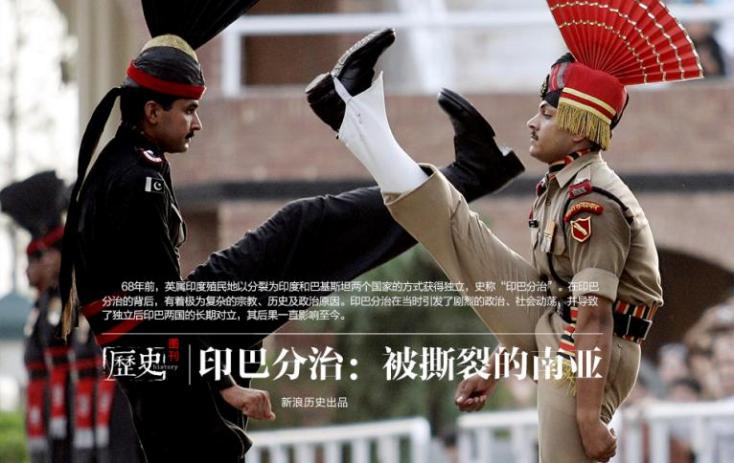 68年前，英属印度殖民地以分裂为印度和巴基斯坦两个国家的方式获得独立，史称“印巴分治”。在印巴
分治的背后，有着极为复杂的宗教、历史及政治原因。印巴分治在当时引发了剧烈的政治、社会动荡，并导致
了独立后印巴两国的长期对立，其后果一直影响至今。
「歷史
图刊
history
印巴分治：被撕裂的南亚
新浪历史出品